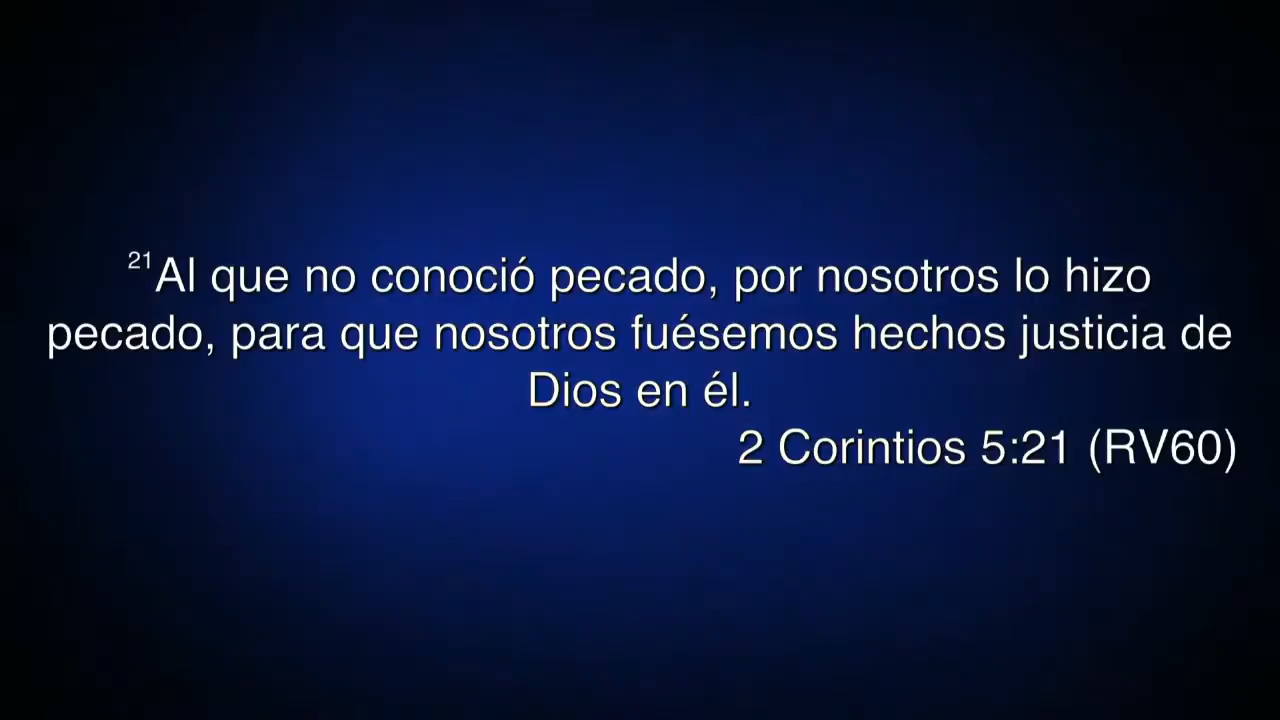 21Al que no conoció pecado, por nosotros lo hizo
pecado, para que nosotros fuésemos hechos justicia de
Dios en él.
2 Corintios 5:21 (RV60)